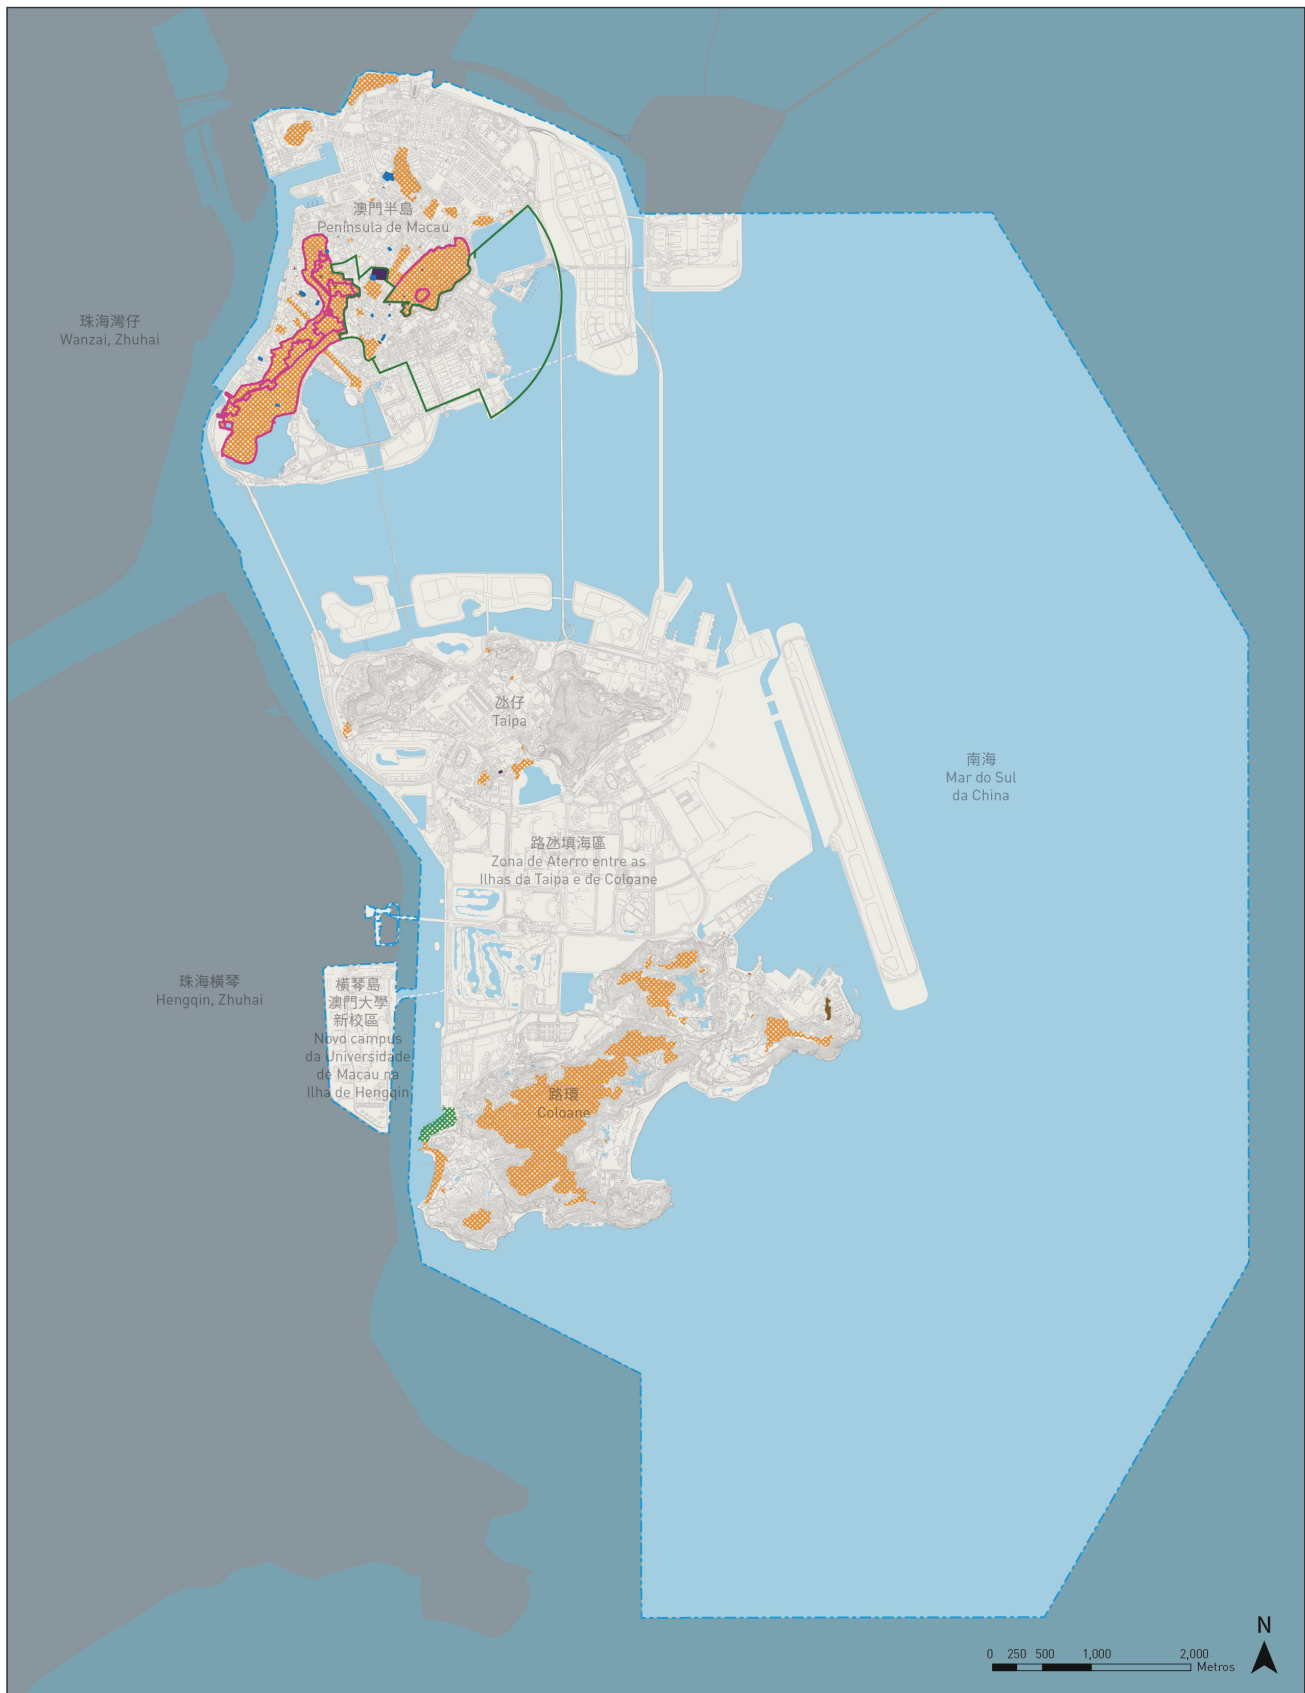 澳門半島
Península de Macau
珠海灣仔
Wanzai, Zhuhai
氹仔
Taipa
南海
Mar do Sul
da China
路氹填海區
Zona de Aterro entre as
Ilhas da Taipa e de Coloane
珠海橫琴
Hengqin, Zhuhai
橫琴島
澳門大學
新校區
Novo campus
da Universidade
de Macau na
Ilha de Hengqin
路環
Coloane
N
0 250 500 1,000 2,000
Metros